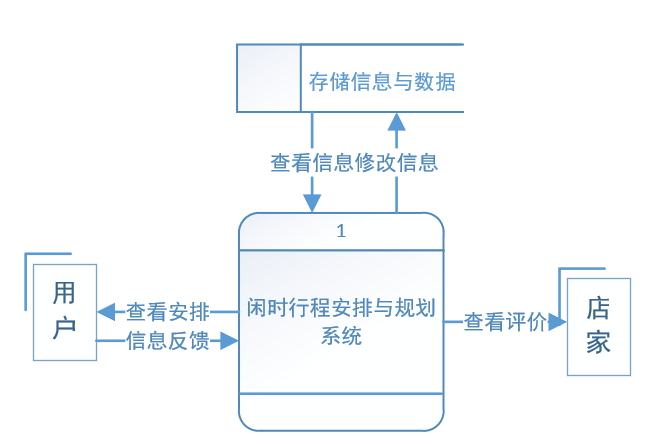 存储信息与数据
查看信息修改信息
1
用
户
查看安排
信息反馈
闲时行程安排与规划
系统
查看评价
店
家